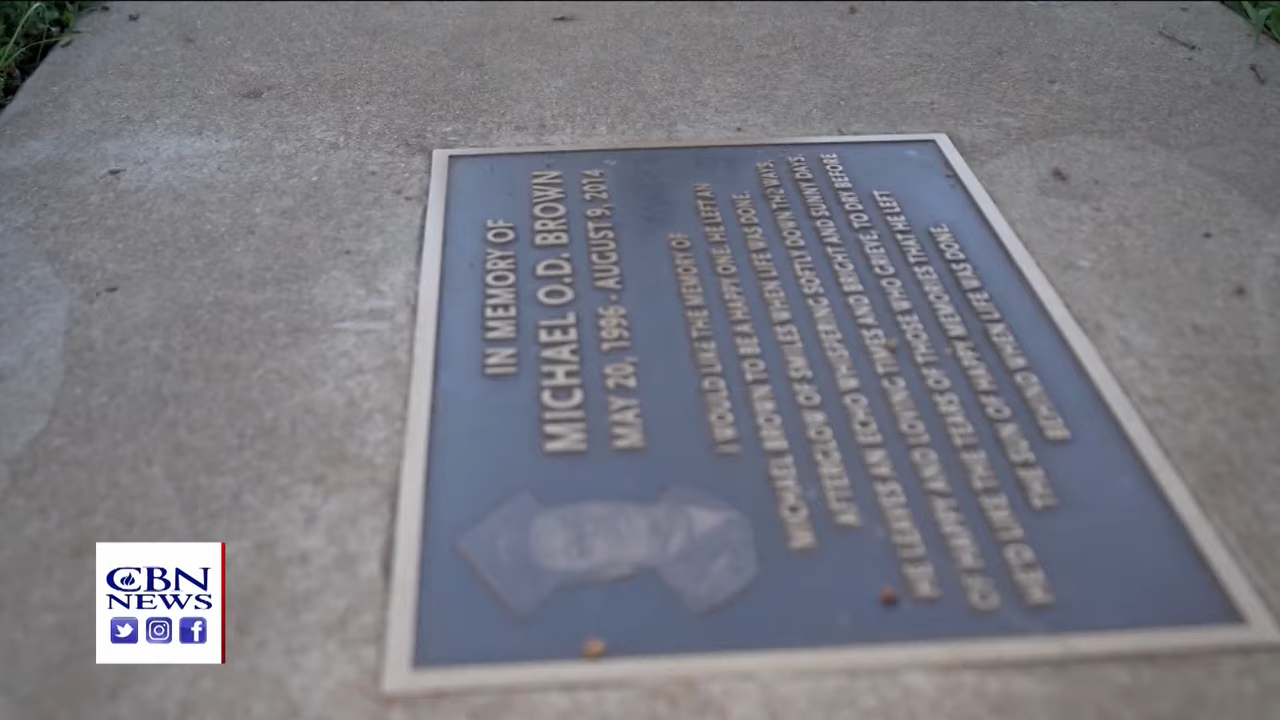 IN MEMORY OF
MICHAEL O.D. BROWN
MAY 20, 1996 - AUGUST 9, 2014
I WOULD LIKE THE MEMORY OF
MICHAEL BROWN TO BE A HAPPY ONE. HE LEFT AN
AFTERGLOW OF SMILES WHEN LIFE WAS DONE.
HE LEAVES AN ECHO WHISPERING SOFTLY DOWN THE WAYS,
OF HAPPY AND LOVING TIMES AND BRIGHT AND SUNNY DAYS.
HE'D LIKE THE TEARS OF THOSE WHO GRIEVE, TO DRY BEFORE
THE SUN OF HAPPY MEMORIES THAT HE LEFT
BEHIND WHEN LIFE WAS DONE.
CBN
NEWS